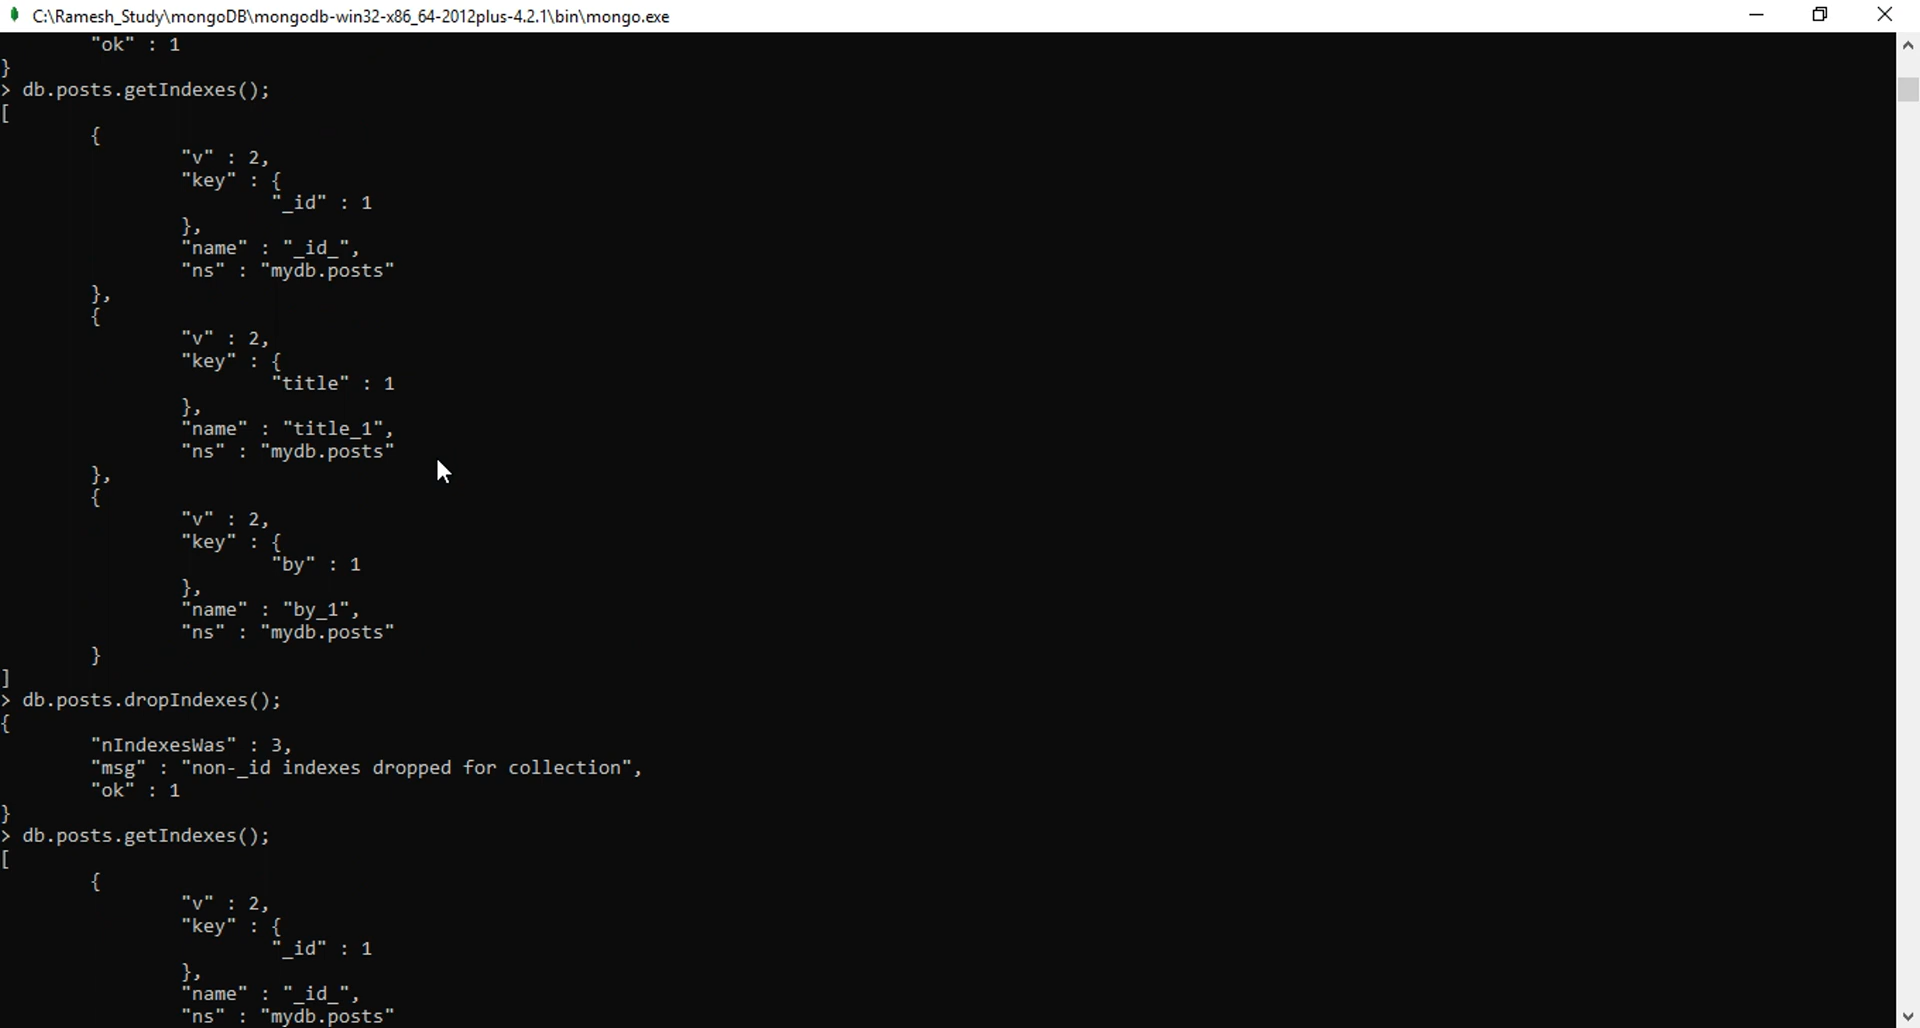 C:\Ramesh_Study\mongoDB\mongodb-win32-x86_64-2012plus-4.2.1\bin\mongo.exe
"ok" : 1
}
> db.posts.getIndexes();
[
{
"v" : 2,
"key" : {
"_id" : 1
},
"name" : "_id_",
"ns" : "mydb.posts"
},
{
"v" : 2,
"key" : {
"title" : 1
},
"name" : "title_1",
"ns" : "mydb.posts"
},
{
"v" : 2,
"key" : {
"by" : 1
},
"name" : "by_1",
"ns" : "mydb.posts"
}
]
> db.posts.dropIndexes();
{
"nIndexesWas" : 3,
"msg" : "non-_id indexes dropped for collection",
"ok" : 1
}
> db.posts.getIndexes();
[
{
"v" : 2,
"key" : {
"_id" : 1
},
"name" : "_id_",
"ns" : "mydb.posts"